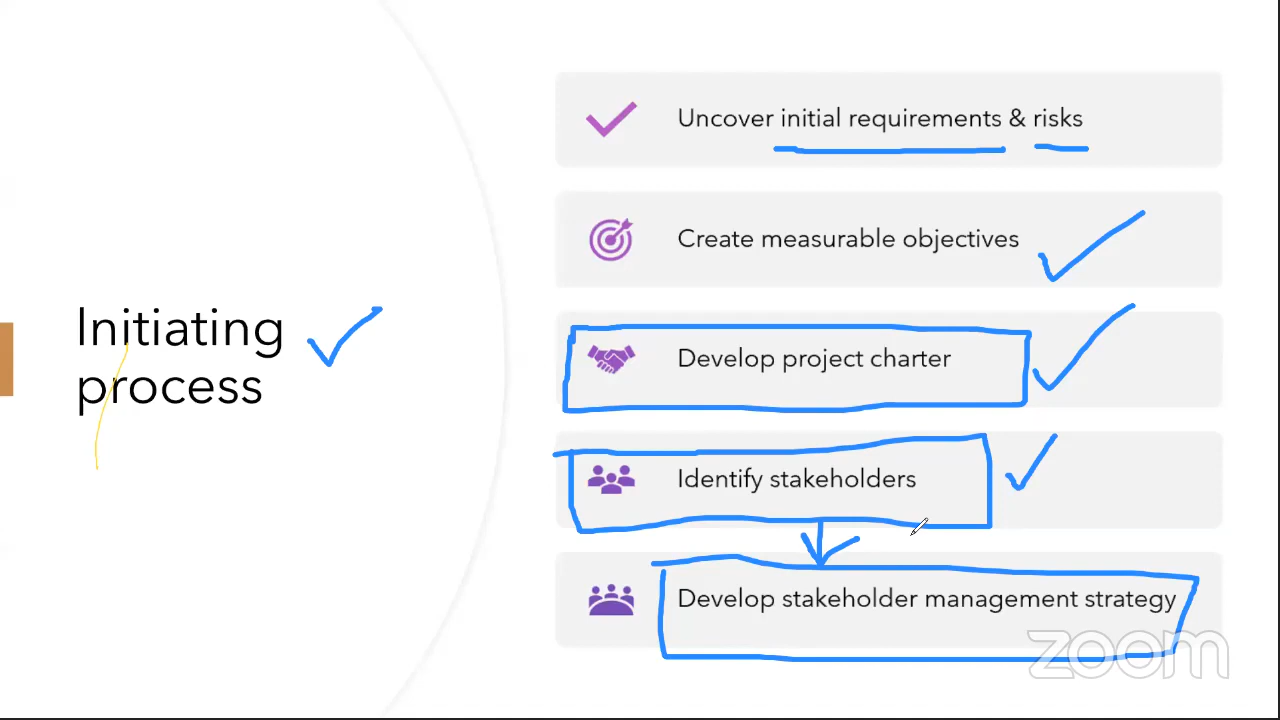 Uncover initial requirements & risks
Create measurable objectives
Initiating
process
Develop project charter
Identify stakeholders
Develop stakeholder management strategy
zoom